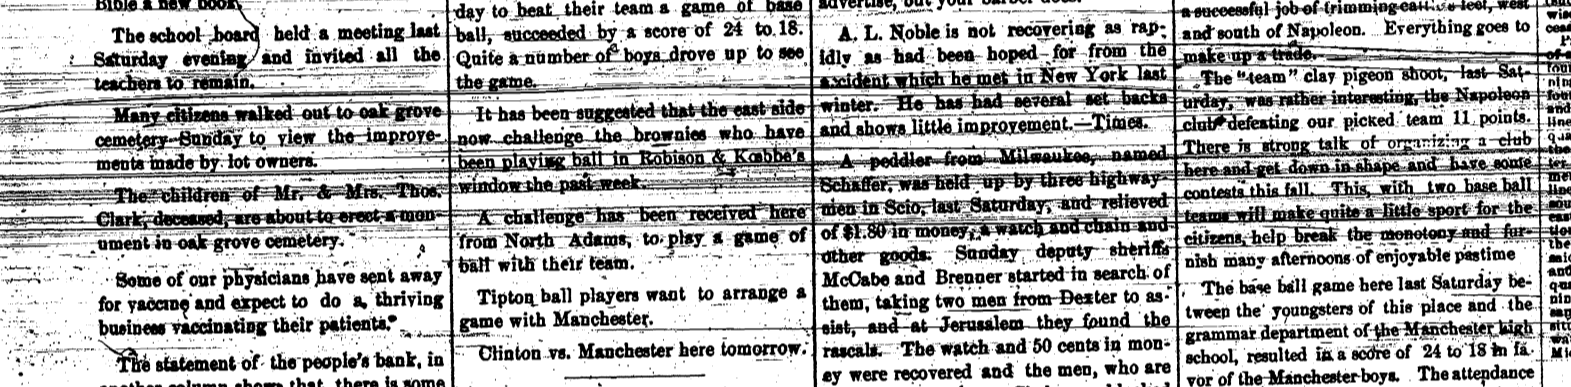 Bible a new book.
The school board held a meeting last
Saturday evening and invited all the
teachers to remain.
Many citizens walked out to oak grove
cemetery Sunday to view the improve-
ments made by lot owners.
The children of Mr. & Mrs. Thos.
Clark, deceased, are about to erect a mon-
ument in oak grove cemetery.
Some of our physicians have sent away
for vaccine and expect to do a thriving
business vaccinating their patients.
The statement of the people's bank, in
another column shows that there is some
day to beat their team a game of base
ball, succeeded by a score of 24 to 18.
Quite a number of boys drove up to see
the game.
It has been suggested that the east side
now challenge the brownies who have
been playing ball in Robison & Kœbbe's
window the past week.
A challenge has been received here
from North Adams, to play a game of
ball with their team.
Tipton ball players want to arrange a
game with Manchester.
Clinton vs. Manchester here tomorrow.
A. L. Noble is not recovering as rap-
idly as had been hoped for from the
accident which he met in New York last
winter. He has had several set backs
and shows little improvement.—Times.
A peddler from Milwaukee, named
Schaffer, was held up by three highway-
men in Scio, last Saturday, and relieved
of $1.80 in money, a watch and chain and
other goods. Sunday deputy sheriffs
McCabe and Brenner started in search of
them, taking two men from Dexter to as-
sist, and at Jerusalem they found the
rascals. The watch and 50 cents in mon-
ey were recovered and the men, who are
a successful job of trimming cattle's feet, west
and south of Napoleon. Everything goes to
make up a trade.
The "team" clay pigeon shoot, last Sat-
urday, was rather interesting, the Napoleon
club defeating our picked team 11 points.
There is strong talk of organizing a club
here and get down in shape and have some
contests this fall. This, with two base ball
teams will make quite a little sport for the
citizens, help break the monotony and fur-
nish many afternoons of enjoyable pastime
The base ball game here last Saturday be-
tween the youngsters of this place and the
grammar department of the Manchester high
school, resulted in a score of 24 to 18 in fa-
vor of the Manchester boys. The attendance